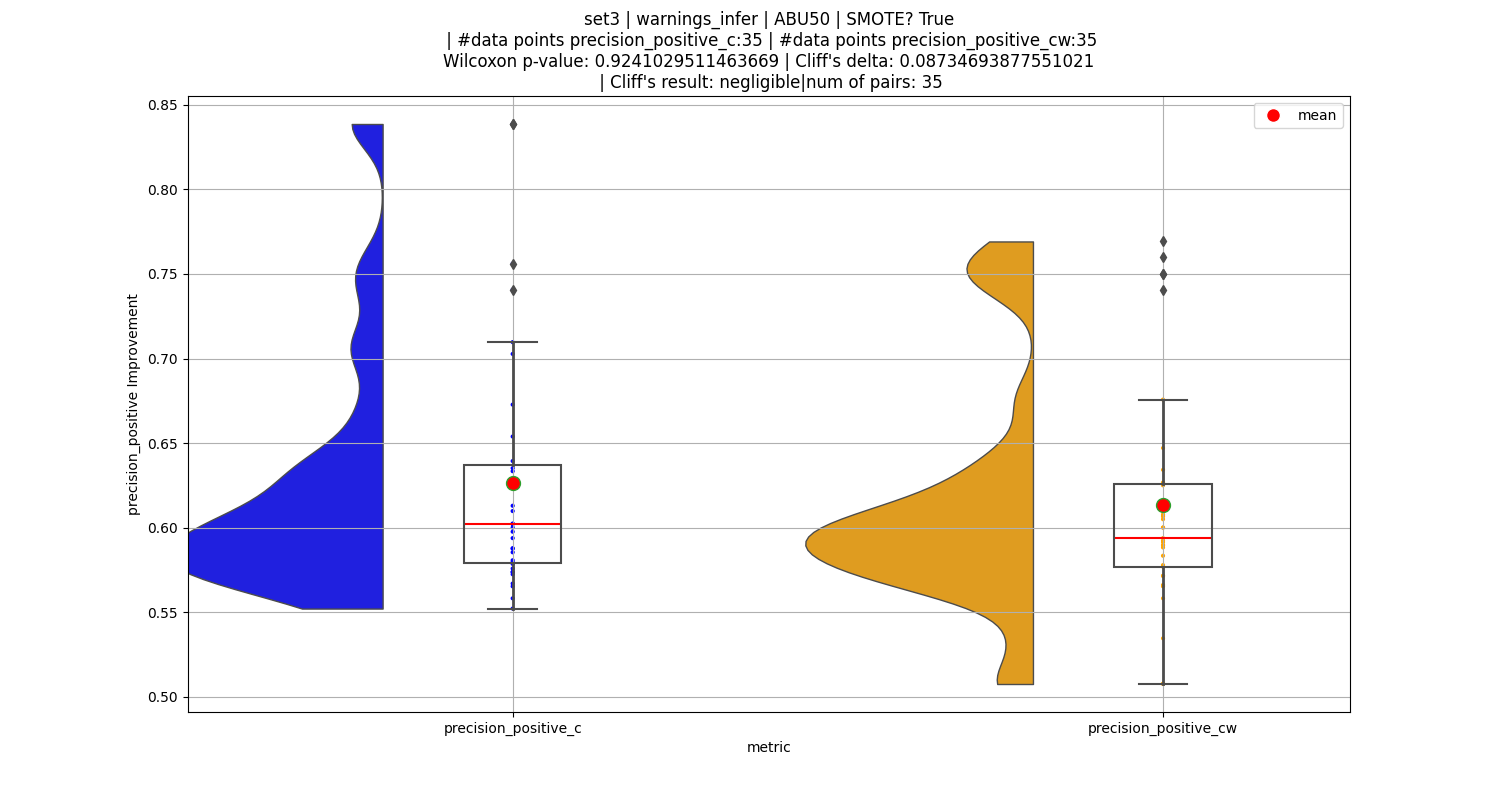 set3 | warnings_infer | ABU50 | SMOTE? True
| #data points precision_positive_c:35 | #data points precision_positive_cw:35
Wilcoxon p-value: 0.9241029511463669 | Cliff's delta: 0.08734693877551021
| Cliff's result: negligible|num of pairs: 35
mean
0.85
0.80
0.75
0.70
0.65
0.60
0.55
0.50
precision_positive Improvement
precision_positive_c
precision_positive_cw
metric